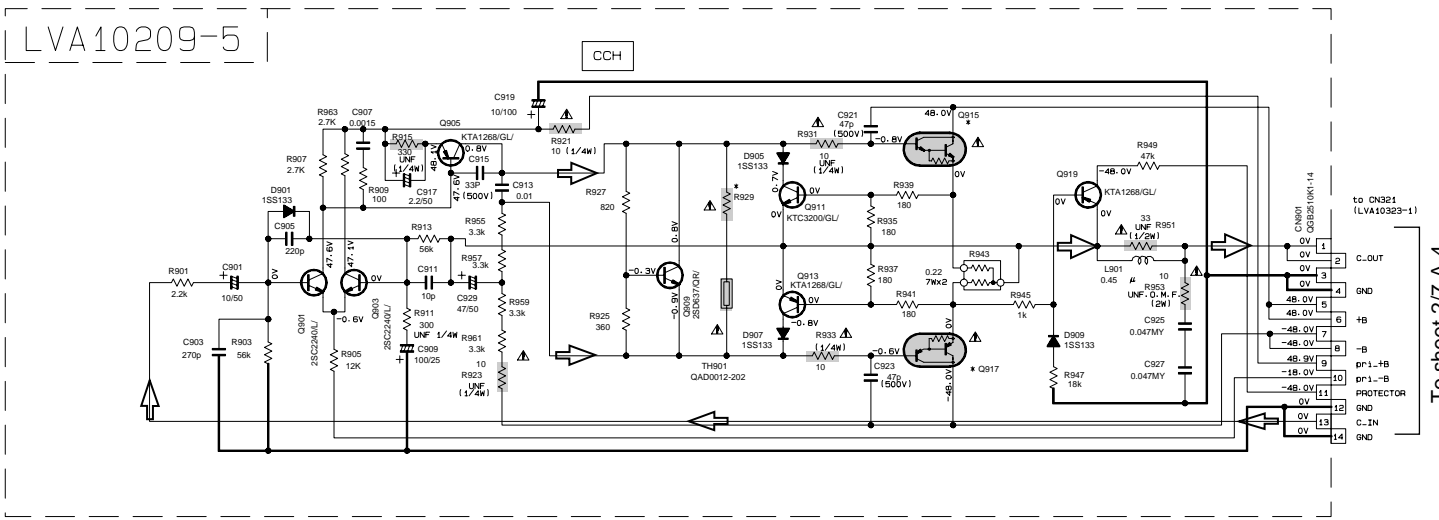 LVA10209-5
CCH
C919
10/100
+
R963
2.7K
C907
0.0015
Q905
KTA1268/GL/
R915
330
UNF
(1/4W)
48.1V
0.8V
47.6V
R921
10 (1/4W)
C921
47p
(500V)
48.0V
Q915
*
-0.8V
R931
10
UNF
(1/4W)
R907
2.7K
R909
100
C917
2.2/50
+
C915
33P
(500V)
C913
0.01
D905
1SS133
0.7V
0V
R949
47k
-48.0V
Q919
KTA1268/GL/
0V
0V
D901
1SS133
C905
220p
R913
56k
R955
3.3k
R957
3.3k
R927
820
0.8V
*
R929
Q911
KTC3200/GL/
0V
R939
180
R935
180
33
UNF
(1/2W)
R951
CN901
QGB2510K1-14
to CN321
(LVA10323-1)
R901
2.2k
C901
+
10/50
0V
47.6V
47.1V
0V
C911
10p
C929
47/50
+
-0.3V
Q909
2SD637/QR/
-0.9V
Q913
KTA1268/GL/
0V
0V
R937
180
0.22
7WX2
R943
L901
0.45 μ
10
R953
UNF.O.M.F.
(2W)
Q901
2SC2240/L/
-0.6V
Q903
2SC2240/L/
R911
300
UNF 1/4W
R959
3.3k
R925
360
R941
180
R945
1k
C903
270p
R903
56k
R905
12K
C909
100/25
+
R961
3.3k
10
R923
UNF
(1/4W)
D907
1SS133
-0.8V
R933
(1/4W)
10
-0.6V
C923
47p
(500V)
* Q917
-48.0V
D909
1SS133
R947
18k
C925
0.047MY
C927
0.047MY
TH901
QAD0012-202
0V 1
0V 2 C_OUT
0V 3
0V 4 GND
48.0V 5
48.0V 6 +B
-48.0V 7
-48.0V 8 -B
48.9V 9 pri_+B
-18.0V 10 pri_-B
-48.0V 11 PROTECTOR
0V 12 GND
0V 13 C_IN
0V 14 GND